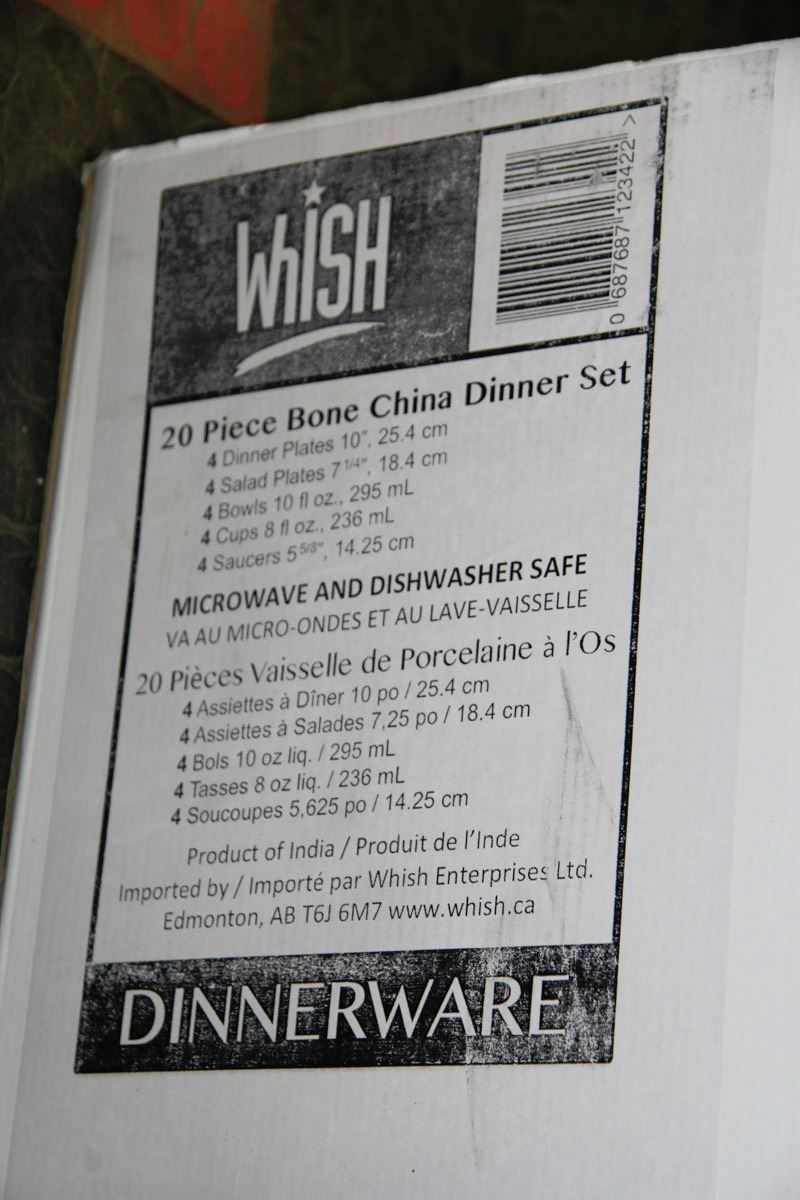 WHiSH
0 687687 123422 >
20 Piece Bone China Dinner Set
4 Dinner Plates 10", 25.4 cm
4 Salad Plates 7 1/4", 18.4 cm
4 Bowls 10 fl oz., 295 mL
4 Cups 8 fl oz., 236 mL
4 Saucers 5 5/8", 14.25 cm
MICROWAVE AND DISHWASHER SAFE
VA AU MICRO-ONDES ET AU LAVE-VAISSELLE
20 Pièces Vaisselle de Porcelaine à l'Os
4 Assiettes à Dîner 10 po / 25.4 cm
4 Assiettes à Salades 7,25 po / 18.4 cm
4 Bols 10 oz liq. / 295 mL
4 Tasses 8 oz liq. / 236 mL
4 Soucoupes 5,625 po / 14.25 cm
Product of India / Produit de l'Inde
Imported by / Importé par Whish Enterprises Ltd.
Edmonton, AB T6J 6M7 www.whish.ca
DINNERWARE